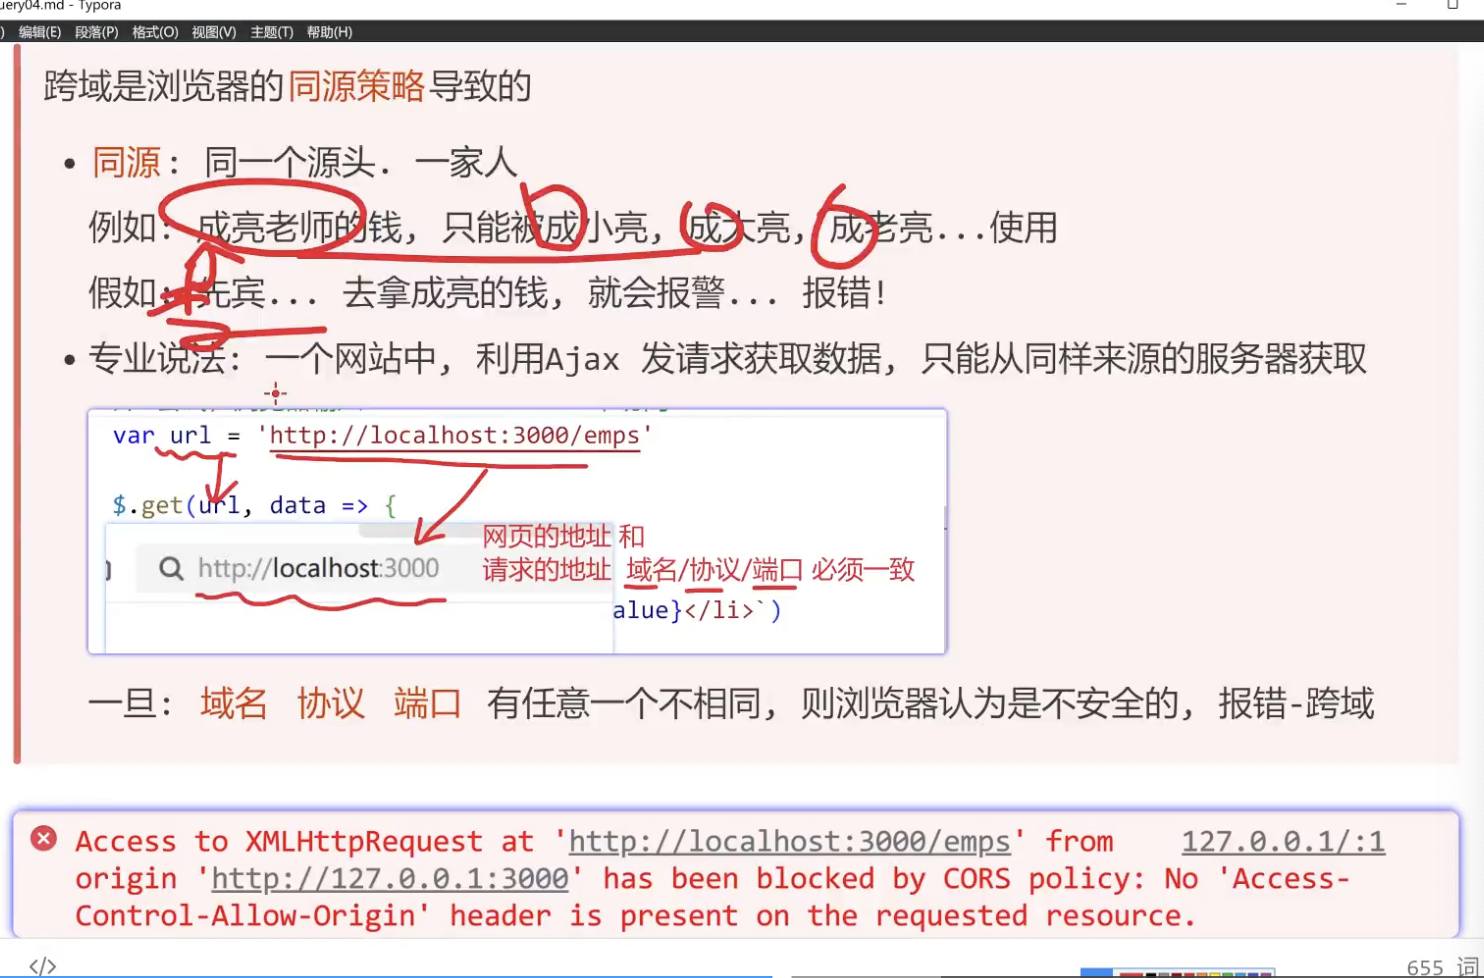 uery04.md - Typora
) 编辑(E) 段落(P) 格式(O) 视图(V) 主题(T) 帮助(H)
跨域是浏览器的同源策略导致的
• 同源: 同一个源头. 一家人
例如: 成亮老师的钱, 只能被成小亮, 成大亮, 成老亮...使用
假如: 先宾... 去拿成亮的钱, 就会报警... 报错!
• 专业说法: 一个网站中, 利用Ajax 发请求获取数据, 只能从同样来源的服务器获取
var url = 'http://localhost:3000/emps'
$.get(url, data => {
网页的地址 和
http://localhost:3000
请求的地址 域名/协议/端口 必须一致
alue}</li>`)
一旦: 域名 协议 端口 有任意一个不相同, 则浏览器认为是不安全的, 报错-跨域
Access to XMLHttpRequest at 'http://localhost:3000/emps' from 127.0.0.1/:1
origin 'http://127.0.0.1:3000' has been blocked by CORS policy: No 'Access-
Control-Allow-Origin' header is present on the requested resource.
</> 655 词